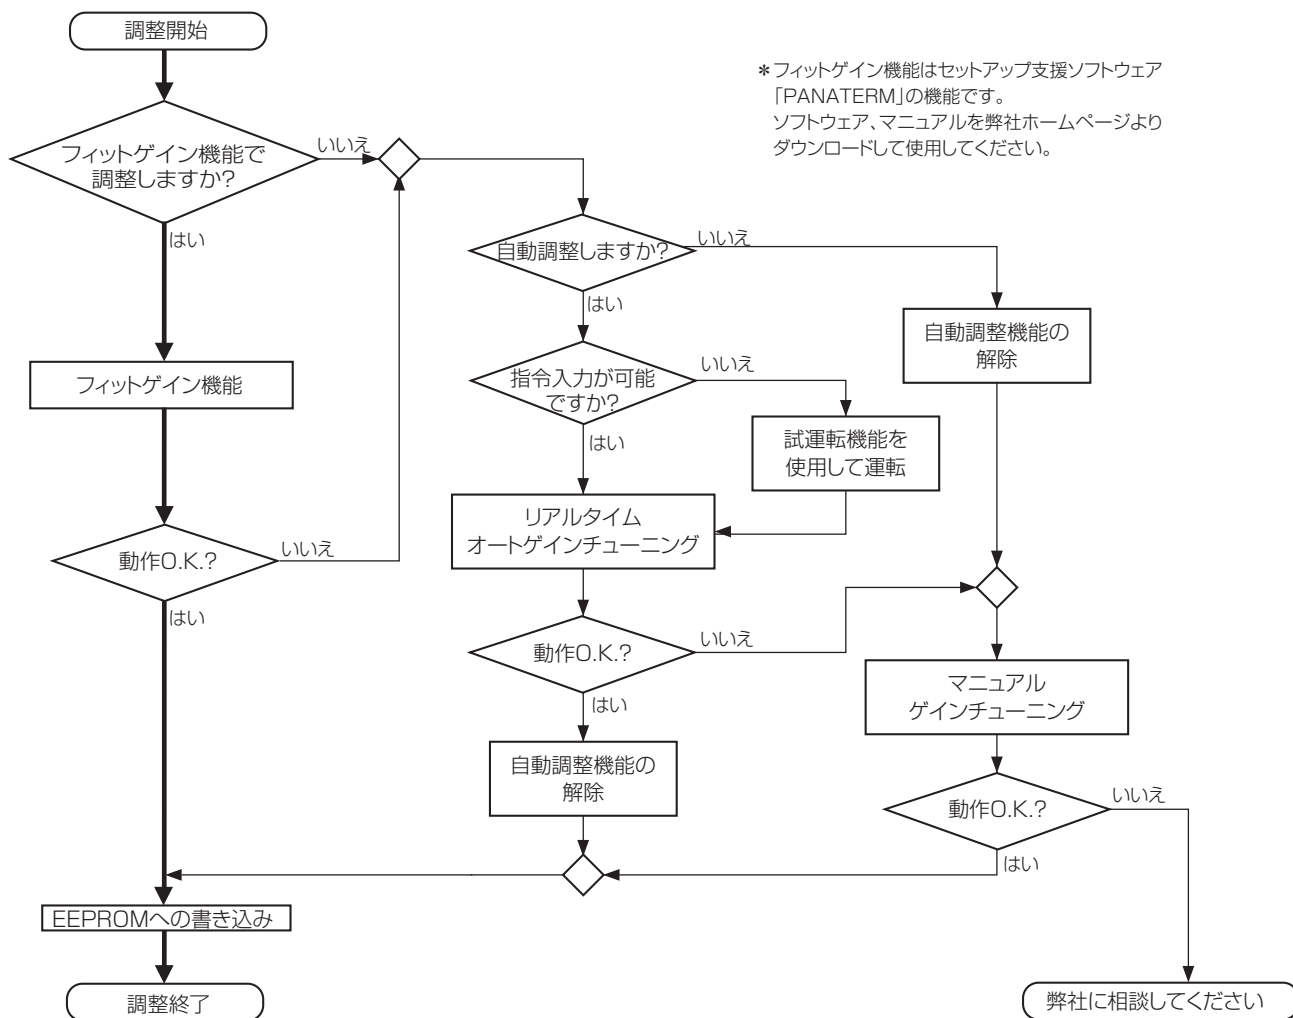 調整開始
*フィットゲイン機能はセットアップ支援ソフトウェア
「PANATERM」の機能です。
ソフトウェア、マニュアルを弊社ホームページより
ダウンロードして使用してください。
フィットゲイン機能で
調整しますか?
いいえ
はい
自動調整しますか?
いいえ
はい
自動調整機能の
解除
フィットゲイン機能
指令入力が可能
ですか?
いいえ
はい
試運転機能を
使用して運転
リアルタイム
オートゲインチューニング
動作O.K.?
いいえ
はい
動作O.K.?
いいえ
はい
マニュアル
ゲインチューニング
自動調整機能の
解除
動作O.K.?
いいえ
はい
EEPROMへの書き込み
調整終了
弊社に相談してください